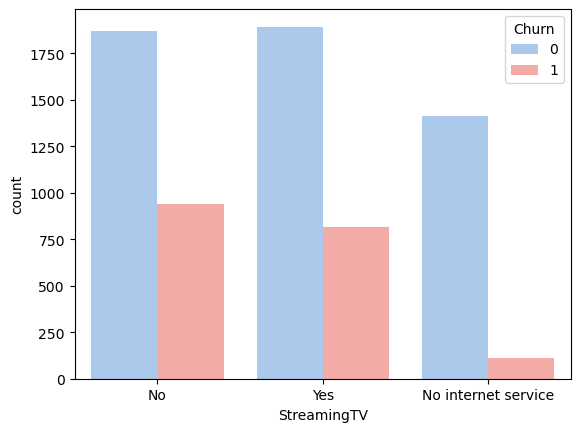 Churn
0
1
1750
1500
1250
1000
750
500
250
0
count
No
Yes
No internet service
StreamingTV